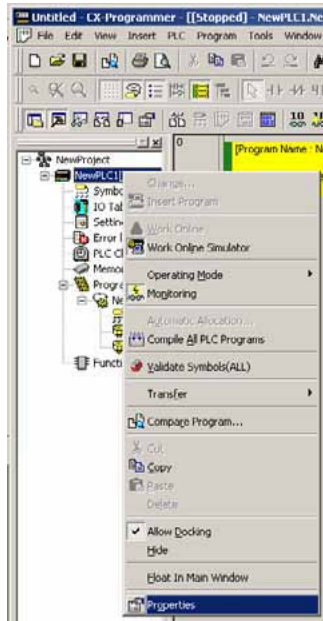 Untitled - CX-Programmer - [[Stopped] - NewPLC1.Ne
File Edit View Insert PLC Program Tools Window
0
[Program Name : N
NewProject
NewPLC1[
Symbo
IO Tab
Settin
Error l
PLC Cl
Memor
Progra
Ne
Functi
Change...
Insert Program
Work Online
Work Online Simulator
Operating Mode
Monitoring
Automatic Allocation...
Compile All PLC Programs
Validate Symbols(ALL)
Transfer
Compare Program...
Cut
Copy
Paste
Delete
Allow Docking
Hide
Float In Main Window
Properties